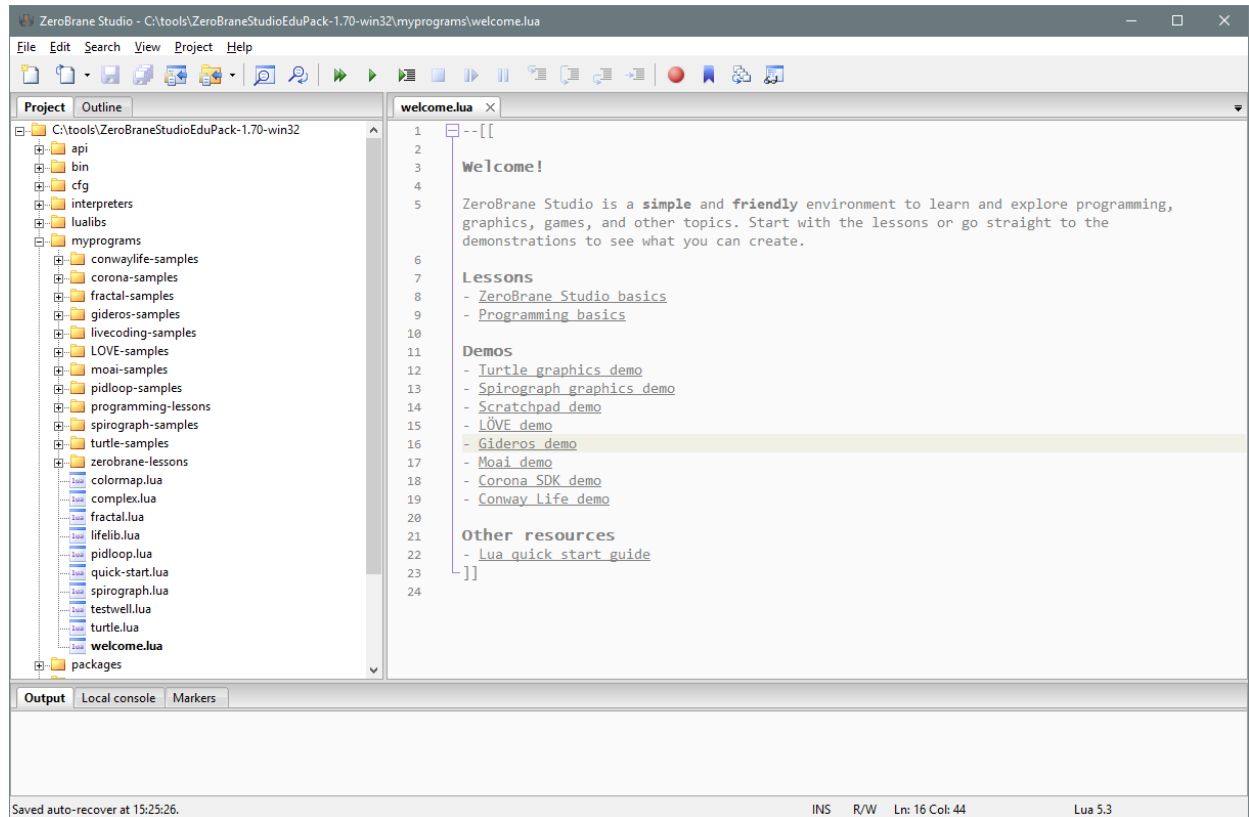 ZeroBrane Studio - C:\tools\ZeroBraneStudioEduPack-1.70-win32\myprograms\welcome.lua
File Edit Search View Project Help
Project Outline
C:\tools\ZeroBraneStudioEduPack-1.70-win32
api
bin
cfg
interpreters
lualibs
myprograms
conwaylife-samples
corona-samples
fractal-samples
gideros-samples
livecoding-samples
LOVE-samples
moai-samples
pidloop-samples
programming-lessons
spirograph-samples
turtle-samples
zerobrane-lessons
colormap.lua
complex.lua
fractal.lua
lifelib.lua
pidloop.lua
quick-start.lua
spirograph.lua
testwell.lua
turtle.lua
welcome.lua
packages
welcome.lua
1 --[[
2
3 Welcome!
4
5 ZeroBrane Studio is a simple and friendly environment to learn and explore programming,
graphics, games, and other topics. Start with the lessons or go straight to the
demonstrations to see what you can create.
6
7 Lessons
8 - ZeroBrane Studio basics
9 - Programming basics
10
11 Demos
12 - Turtle graphics demo
13 - Spirograph graphics demo
14 - Scratchpad demo
15 - LÖVE demo
16 - Gideros demo
17 - Moai demo
18 - Corona SDK demo
19 - Conway Life demo
20
21 Other resources
22 - Lua quick start guide
23 ]]
24
Output Local console Markers
Saved auto-recover at 15:25:26. INS R/W Ln: 16 Col: 44 Lua 5.3